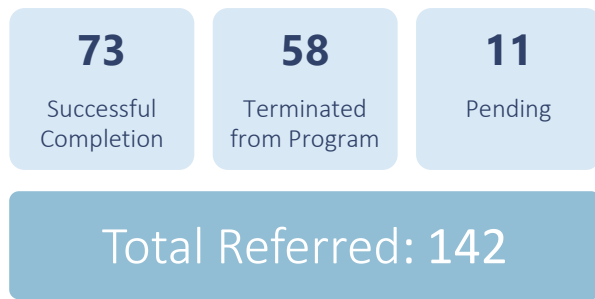 73
Successful
Completion
58
Terminated
from Program
11
Pending
Total Referred: 142